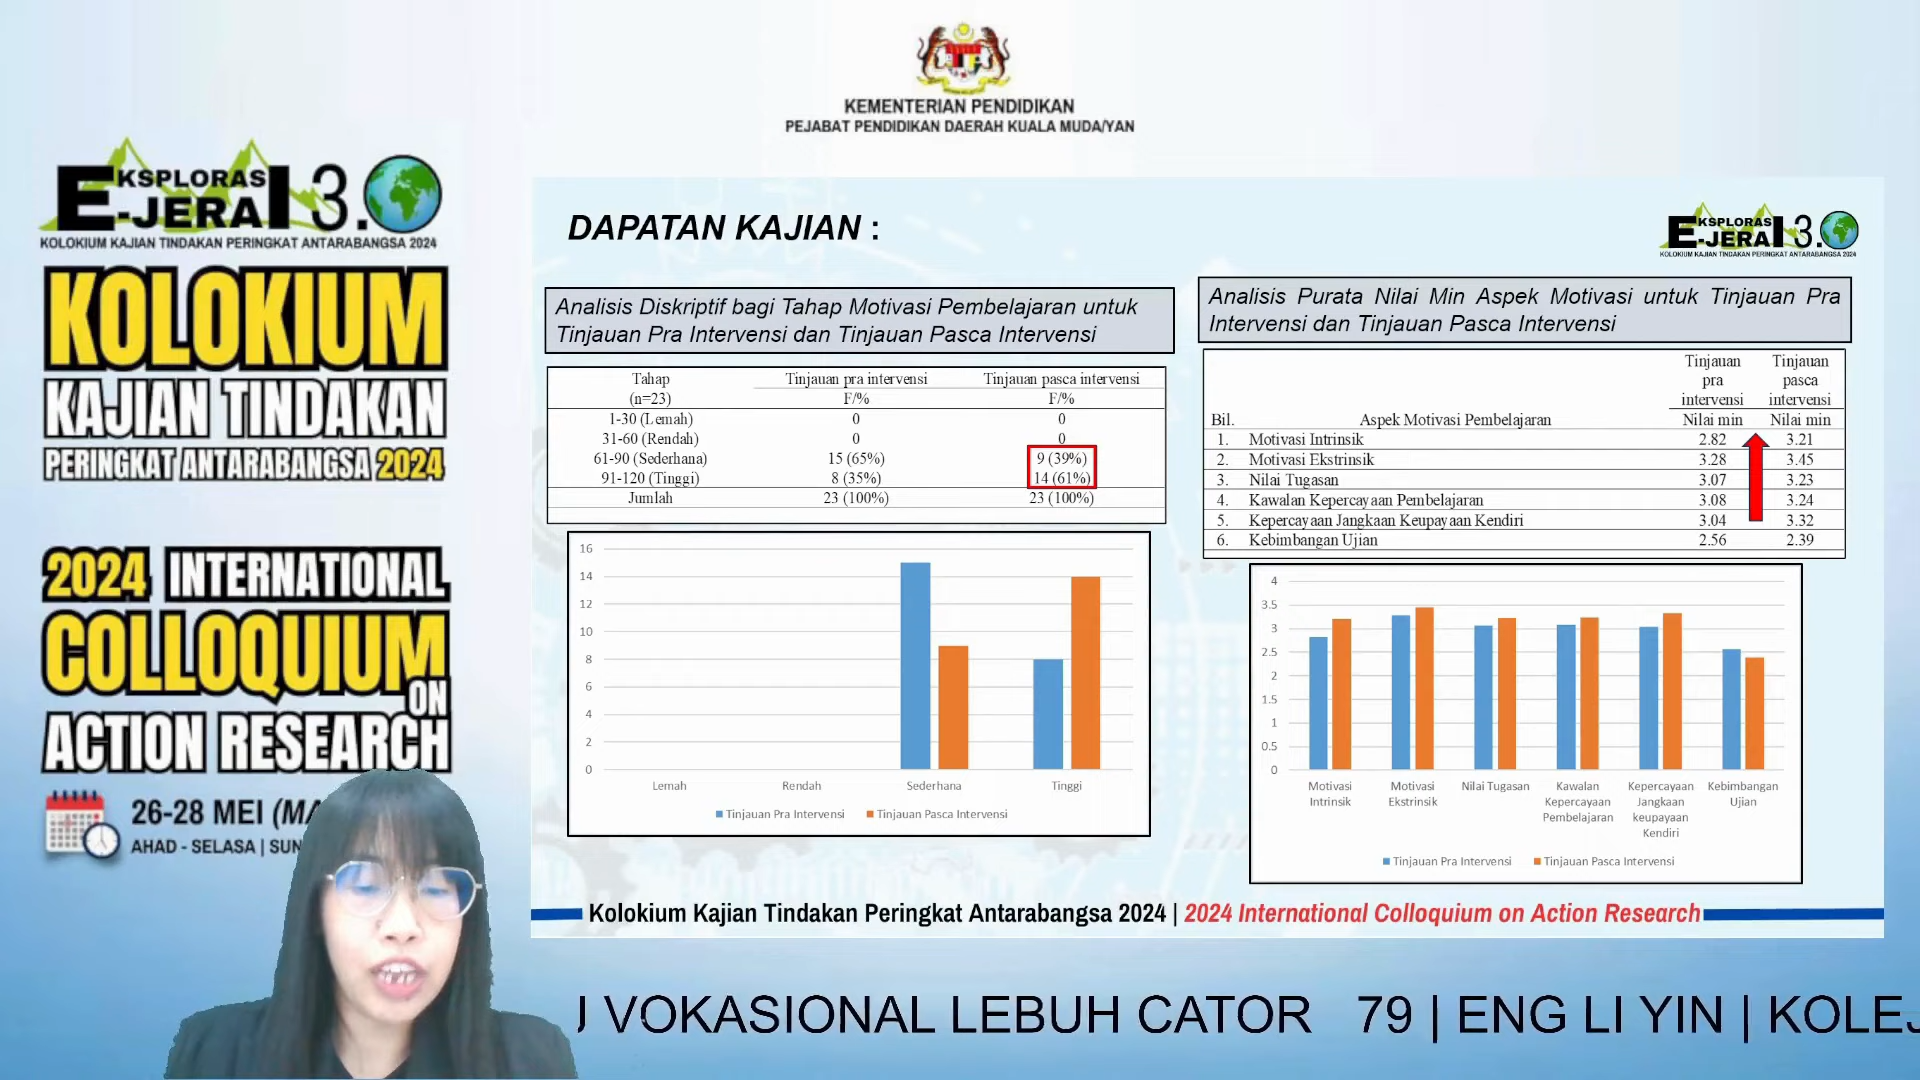 KEMENTERIAN PENDIDIKAN
PEJABAT PENDIDIKAN DAERAH KUALA MUDA/YAN
EKSPLORASI
E-JERAI 3.0
KOLOKIUM KAJIAN TINDAKAN PERINGKAT ANTARABANGSA 2024
KOLOKIUM
KAJIAN TINDAKAN
PERINGKAT ANTARABANGSA 2024
2024 INTERNATIONAL
COLLOQUIUM
ON
ACTION RESEARCH
26-28 MEI (MA
AHAD - SELASA | SUN
DAPATAN KAJIAN :
EKSPLORASI
E-JERAI 3.0
KOLOKIUM KAJIAN TINDAKAN PERINGKAT ANTARABANGSA 2024
Analisis Diskriptif bagi Tahap Motivasi Pembelajaran untuk
Tinjauan Pra Intervensi dan Tinjauan Pasca Intervensi
Tahap Tinjauan pra intervensi Tinjauan pasca intervensi
(n=23) F/% F/%
1-30 (Lemah) 0 0
31-60 (Rendah) 0 0
61-90 (Sederhana) 15 (65%) 9 (39%)
91-120 (Tinggi) 8 (35%) 14 (61%)
Jumlah 23 (100%) 23 (100%)
16
14
12
10
8
6
4
2
0
Lemah Rendah Sederhana Tinggi
Tinjauan Pra Intervensi Tinjauan Pasca Intervensi
Analisis Purata Nilai Min Aspek Motivasi untuk Tinjauan Pra
Intervensi dan Tinjauan Pasca Intervensi
Tinjauan Tinjauan
pra pasca
intervensi intervensi
Bil. Aspek Motivasi Pembelajaran Nilai min Nilai min
1. Motivasi Intrinsik 2.82 3.21
2. Motivasi Ekstrinsik 3.28 3.45
3. Nilai Tugasan 3.07 3.23
4. Kawalan Kepercayaan Pembelajaran 3.08 3.24
5. Kepercayaan Jangkaan Keupayaan Kendiri 3.04 3.32
6. Kebimbangan Ujian 2.56 2.39
4
3.5
3
2.5
2
1.5
1
0.5
0
Motivasi Motivasi Nilai Tugasan Kawalan Kepercayaan Kebimbangan
Intrinsik Ekstrinsik Kepercayaan Jangkaan Ujian
Pembelajaran keupayaan
Kendiri
Tinjauan Pra Intervensi Tinjauan Pasca Intervensi
Kolokium Kajian Tindakan Peringkat Antarabangsa 2024 | 2024 International Colloquium on Action Research
VOKASIONAL LEBUH CATOR 79 | ENG LI YIN | KOLEJ